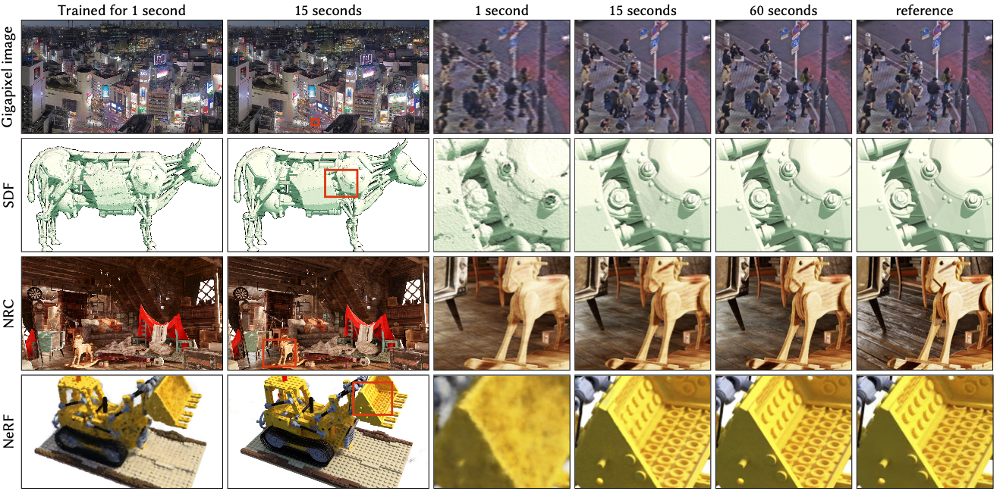 Trained for 1 second
15 seconds
1 second
15 seconds
60 seconds
reference
Gigapixel image
SDF
NRC
NeRF